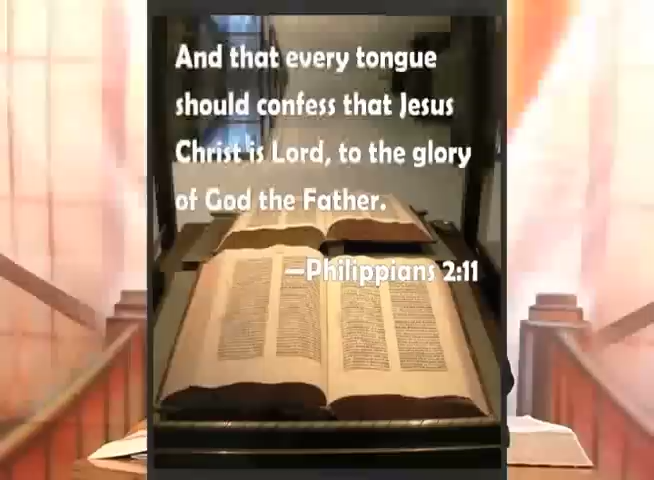 And that every tongue
should confess that Jesus
Christ is Lord, to the glory
of God the Father.
—Philippians 2:11